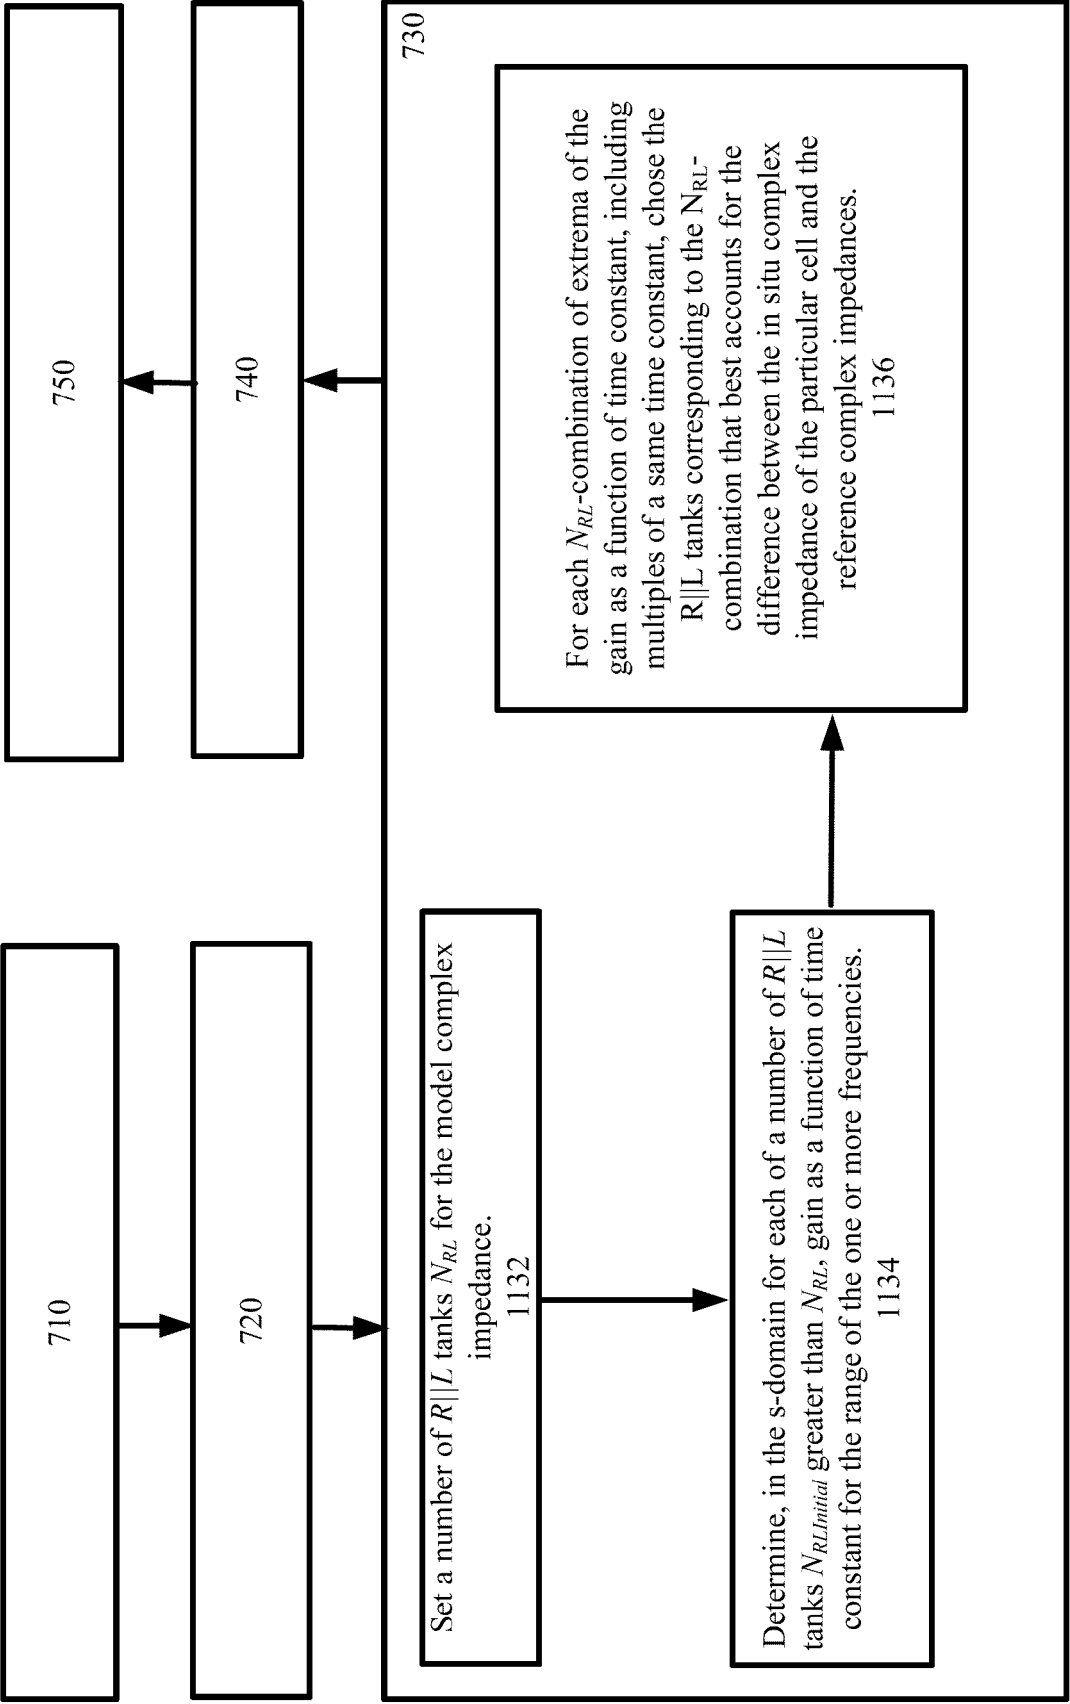 710
720
730
Set a number of R||L tanks N_RL for the model complex
impedance.
1132
Determine, in the s-domain for each of a number of R||L
tanks N_RLInitial greater than N_RL, gain as a function of time
constant for the range of the one or more frequencies.
1134
For each N_RL-combination of extrema of the
gain as a function of time constant, including
multiples of a same time constant, chose the
R||L tanks corresponding to the N_RL-
combination that best accounts for the
difference between the in situ complex
impedance of the particular cell and the
reference complex impedances.
1136
740
750